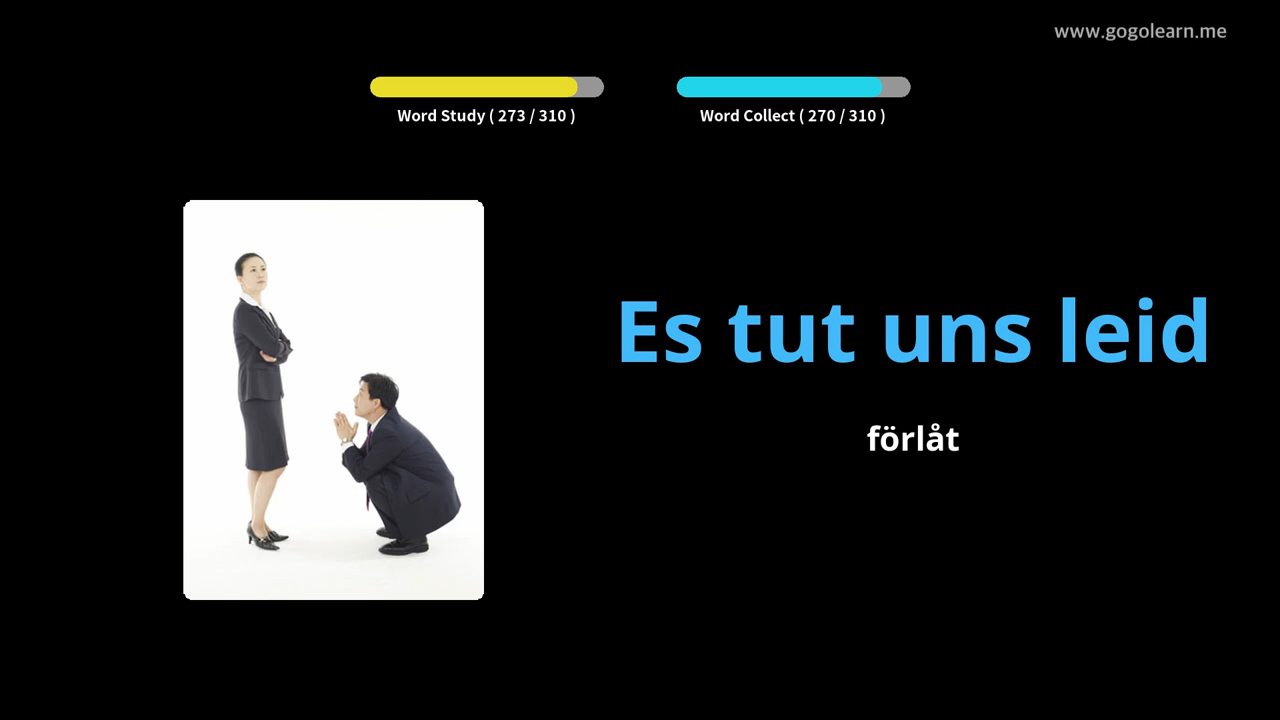 www.gogolearn.me
Word Study ( 273 / 310 )
Word Collect ( 270 / 310 )
Es tut uns leid
förlåt